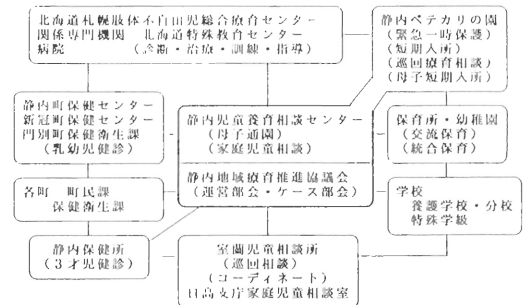 北海道札幌肢体不自由児総合療育センター
関係専門機関　北海道特殊教育センター
病院　（診断・治療・訓練・指導）
静内ペテカリの園
（緊急一時保護）
（短期入所）
（巡回療育相談）
（母子短期入所）
静内町保健センター
新冠町保健センター
門別町保健衛生課
（乳幼児健診）
静内児童養育相談センター
（母子通園）
（家庭児童相談）
保育所・幼稚園
（交流保育）
（統合保育）
各町　町民課
保健衛生課
静内地域療育推進協議会
（運営部会・ケース部会）
学校
養護学校・分校
特殊学級
静内保健所
（3才児健診）
室蘭児童相談所
（巡回相談）
（コーディネート）
日高支庁家庭児童相談室